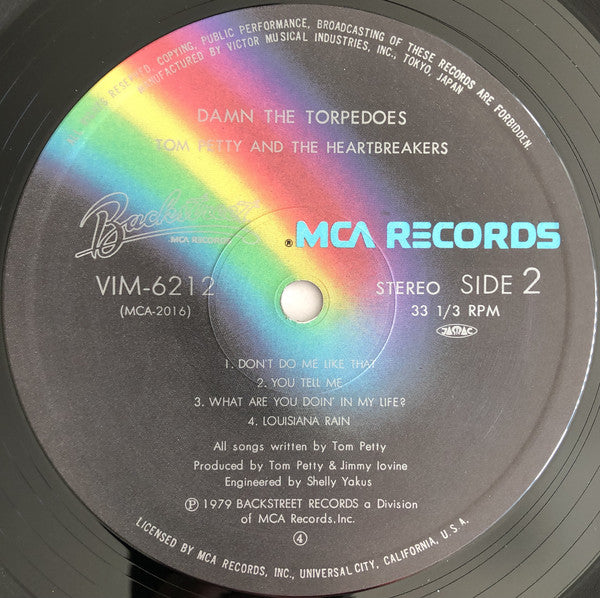 ALL RIGHTS RESERVED. COPYING, PUBLIC PERFORMANCE, BROADCASTING OF THESE RECORDS ARE FORBIDDEN.
MANUFACTURED BY VICTOR MUSICAL INDUSTRIES, INC., TOKYO, JAPAN
DAMN THE TORPEDOES
TOM PETTY AND THE HEARTBREAKERS
Backstreet
MCA RECORDS
® MCA RECORDS
VIM-6212
(MCA-2016)
STEREO SIDE 2
33 1/3 RPM
JASRAC
1. DON'T DO ME LIKE THAT
2. YOU TELL ME
3. WHAT ARE YOU DOIN' IN MY LIFE?
4. LOUISIANA RAIN
All songs written by Tom Petty
Produced by Tom Petty & Jimmy Iovine
Engineered by Shelly Yakus
Ⓟ 1979 BACKSTREET RECORDS a Division
of MCA Records.Inc.
④
LICENSED BY MCA RECORDS, INC., UNIVERSAL CITY, CALIFORNIA, U.S.A.